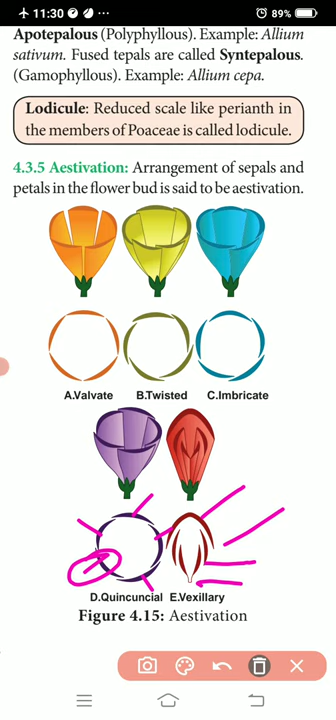 11:30
89%
Apotepalous (Polyphyllous). Example: Allium
sativum. Fused tepals are called Syntepalous.
(Gamophyllous). Example: Allium cepa.
Lodicule: Reduced scale like perianth in
the members of Poaceae is called lodicule.
4.3.5 Aestivation: Arrangement of sepals and
petals in the flower bud is said to be aestivation.
A.Valvate B.Twisted C.Imbricate
D.Quincuncial E.Vexillary
Figure 4.15: Aestivation